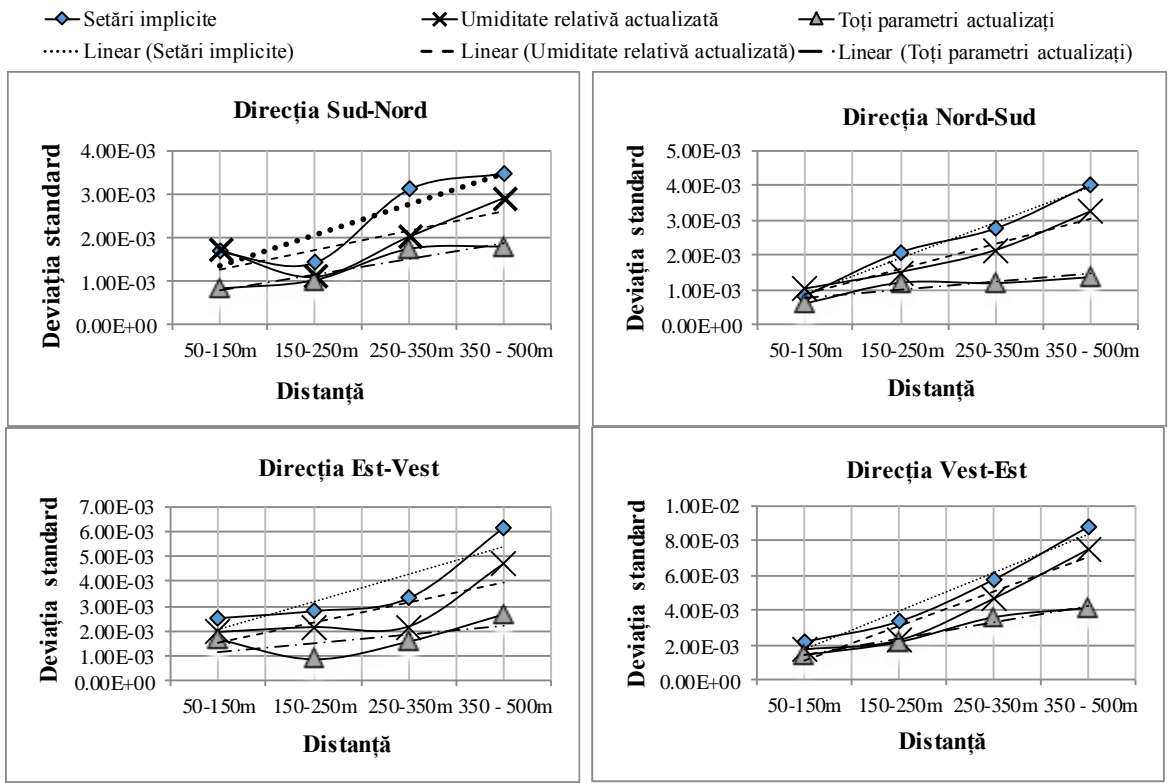 Setări implicite
Umiditate relativă actualizată
Toți parametri actualizați
Linear (Setări implicite)
Linear (Umiditate relativă actualizată)
Linear (Toți parametri actualizați)
Direcția Sud-Nord
Deviația standard
4.00E-03
3.00E-03
2.00E-03
1.00E-03
0.00E+00
50-150m 150-250m 250-350m 350 - 500m
Distanță
Direcția Nord-Sud
Deviația standard
5.00E-03
4.00E-03
3.00E-03
2.00E-03
1.00E-03
0.00E+00
50-150m 150-250m 250-350m 350 - 500m
Distanță
Direcția Est-Vest
Deviația standard
7.00E-03
6.00E-03
5.00E-03
4.00E-03
3.00E-03
2.00E-03
1.00E-03
0.00E+00
50-150m 150-250m 250-350m 350 - 500m
Distanță
Direcția Vest-Est
Deviația standard
1.00E-02
8.00E-03
6.00E-03
4.00E-03
2.00E-03
0.00E+00
50-150m 150-250m 250-350m 350 - 500m
Distanță